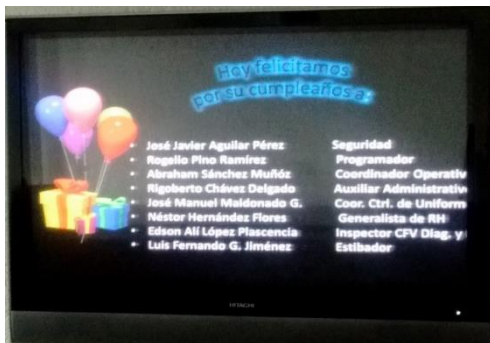 Hoy felicitamos
por su cumpleaños a:
José Javier Aguilar Pérez Seguridad
Rogelio Pino Ramírez Programador
Abraham Sánchez Muñóz Coordinador Operativ
Rigoberto Chávez Delgado Auxiliar Administrativ
José Manuel Maldonado G. Coor. Ctrl. de Uniform
Néstor Hernández Flores Generalista de RH
Edson Alí López Plascencia Inspector CFV Diag. y
Luis Fernando G. Jiménez Estibador
HITACHI